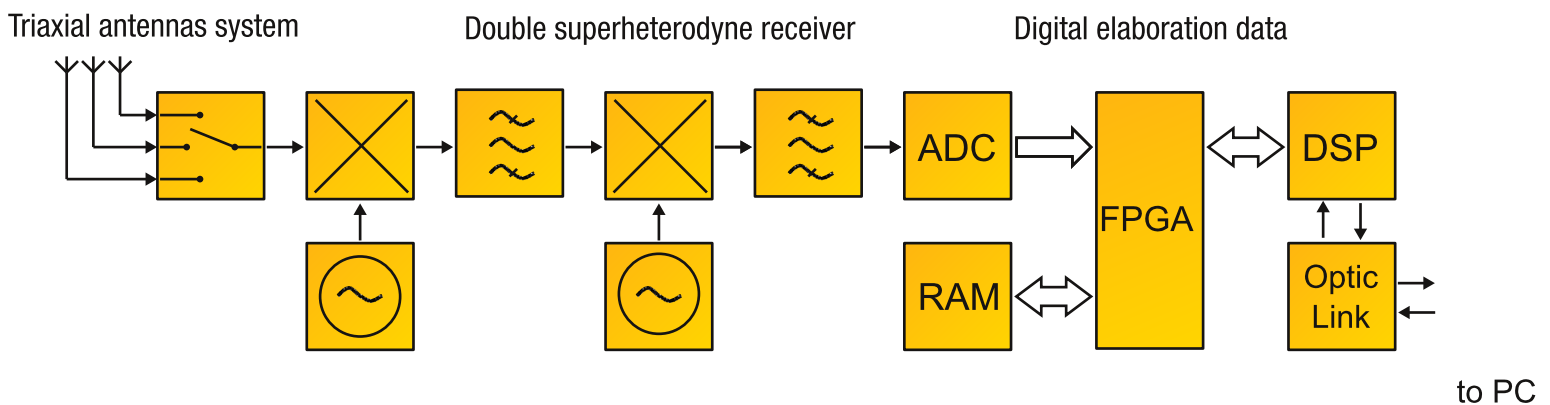 Triaxial antennas system
Double superheterodyne receiver
Digital elaboration data
ADC
FPGA
DSP
RAM
Optic
Link
to PC